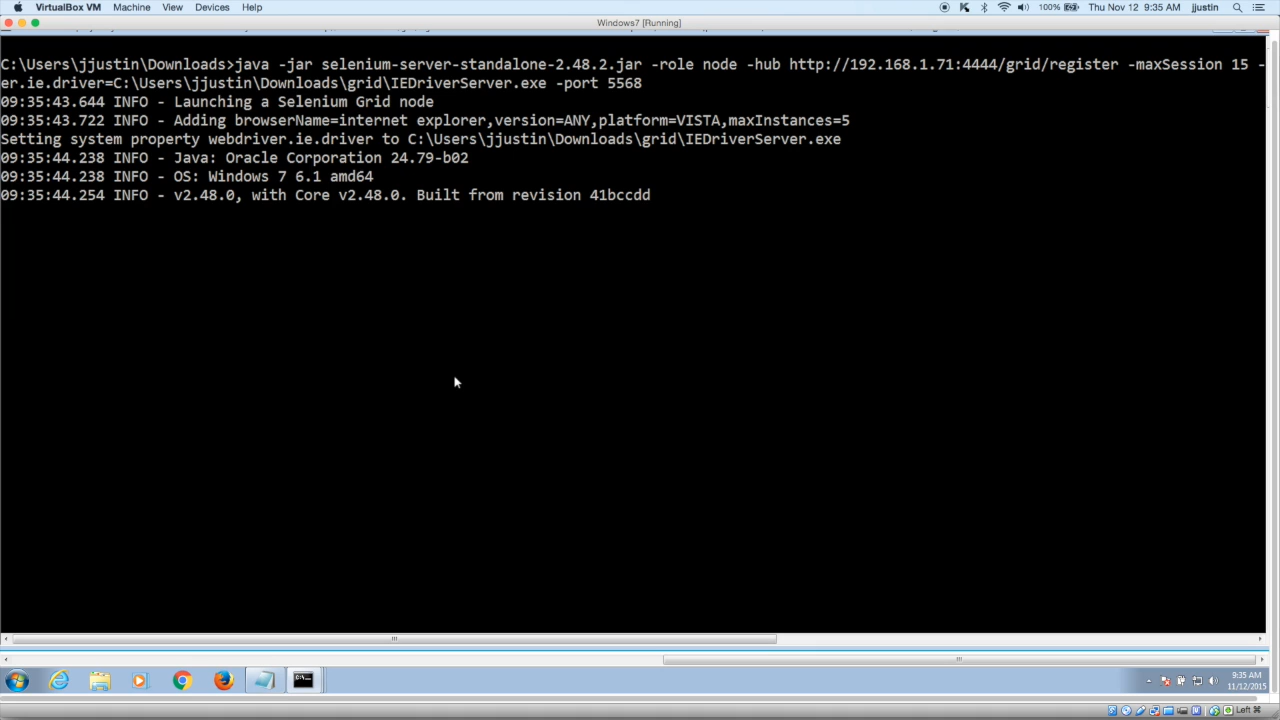 VirtualBox VM Machine View Devices Help 100% Thu Nov 12 9:35 AM jjustin
Windows7 [Running]
C:\Users\jjustin\Downloads>java -jar selenium-server-standalone-2.48.2.jar -role node -hub http://192.168.1.71:4444/grid/register -maxSession 15 -
er.ie.driver=C:\Users\jjustin\Downloads\grid\IEDriverServer.exe -port 5568
09:35:43.644 INFO - Launching a Selenium Grid node
09:35:43.722 INFO - Adding browserName=internet explorer,version=ANY,platform=VISTA,maxInstances=5
Setting system property webdriver.ie.driver to C:\Users\jjustin\Downloads\grid\IEDriverServer.exe
09:35:44.238 INFO - Java: Oracle Corporation 24.79-b02
09:35:44.238 INFO - OS: Windows 7 6.1 amd64
09:35:44.254 INFO - v2.48.0, with Core v2.48.0. Built from revision 41bccdd
9:35 AM
11/12/2015
Left ⌘